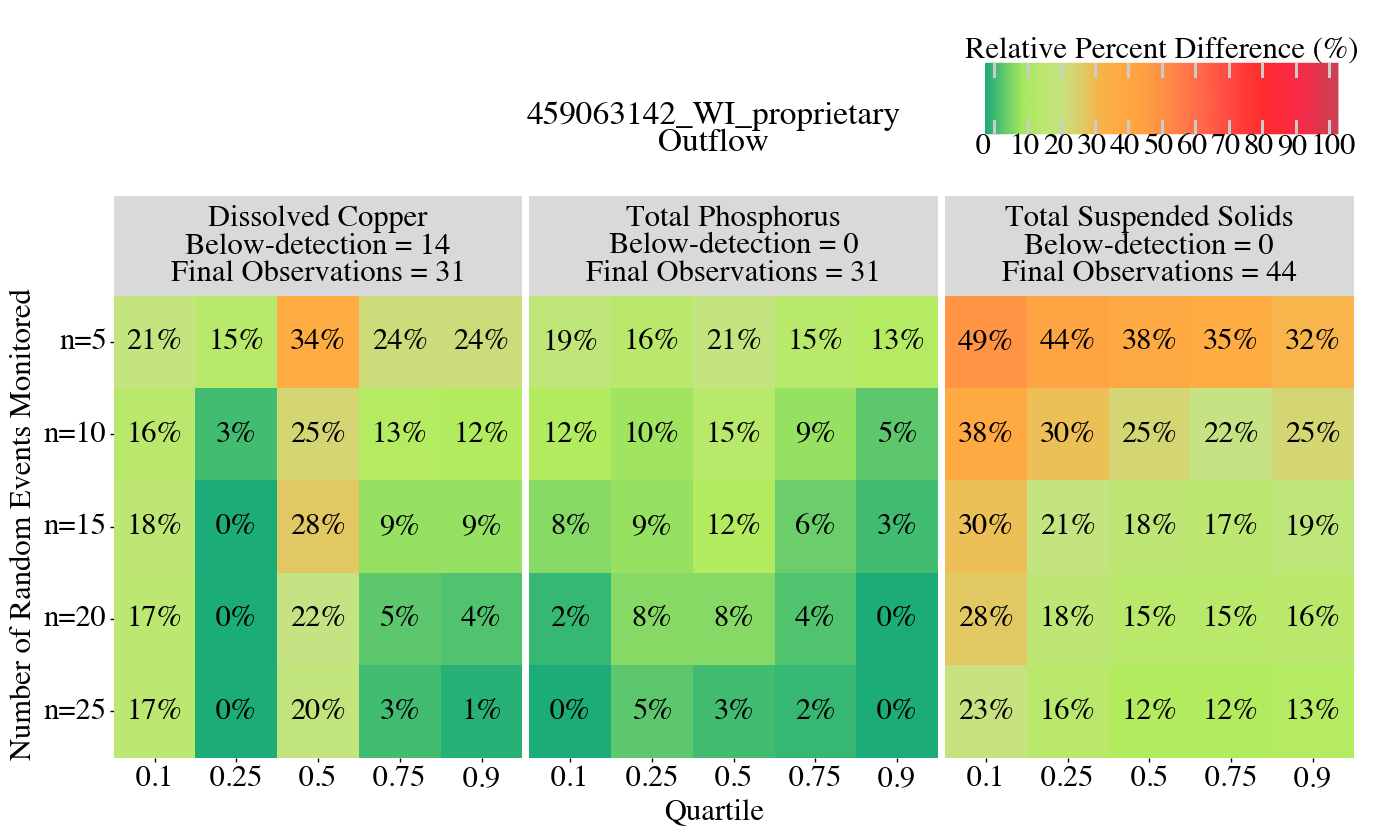 Relative Percent Difference (%)
0 10 20 30 40 50 60 70 80 90 100
459063142_WI_proprietary
Outflow
Dissolved Copper
Below-detection = 14
Final Observations = 31
Total Phosphorus
Below-detection = 0
Final Observations = 31
Total Suspended Solids
Below-detection = 0
Final Observations = 44
Number of Random Events Monitored
n=5 21% 15% 34% 24% 24% 19% 16% 21% 15% 13% 49% 44% 38% 35% 32%
n=10 16% 3% 25% 13% 12% 12% 10% 15% 9% 5% 38% 30% 25% 22% 25%
n=15 18% 0% 28% 9% 9% 8% 9% 12% 6% 3% 30% 21% 18% 17% 19%
n=20 17% 0% 22% 5% 4% 2% 8% 8% 4% 0% 28% 18% 15% 15% 16%
n=25 17% 0% 20% 3% 1% 0% 5% 3% 2% 0% 23% 16% 12% 12% 13%
0.1 0.25 0.5 0.75 0.9 0.1 0.25 0.5 0.75 0.9 0.1 0.25 0.5 0.75 0.9
Quartile